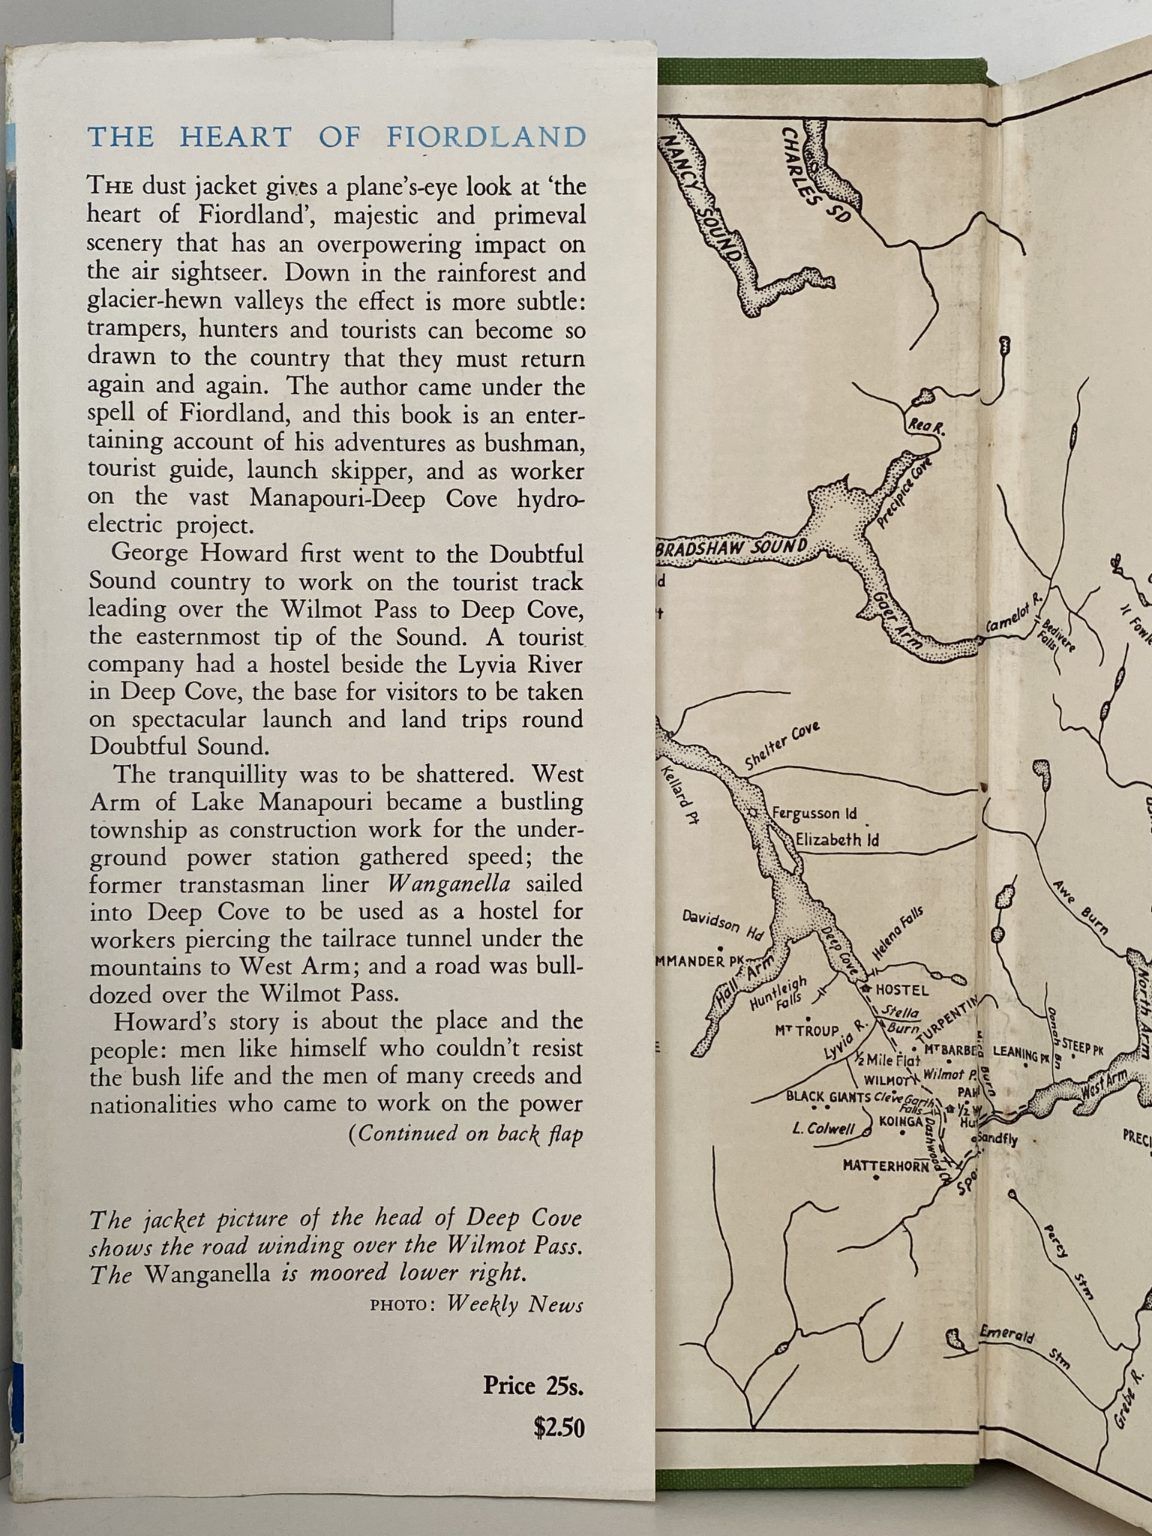 THE HEART OF FIORDLAND
THE dust jacket gives a plane's-eye look at 'the
heart of Fiordland', majestic and primeval
scenery that has an overpowering impact on
the air sightseer. Down in the rainforest and
glacier-hewn valleys the effect is more subtle:
trampers, hunters and tourists can become so
drawn to the country that they must return
again and again. The author came under the
spell of Fiordland, and this book is an enter-
taining account of his adventures as bushman,
tourist guide, launch skipper, and as worker
on the vast Manapouri-Deep Cove hydro-
electric project.
George Howard first went to the Doubtful
Sound country to work on the tourist track
leading over the Wilmot Pass to Deep Cove,
the easternmost tip of the Sound. A tourist
company had a hostel beside the Lyvia River
in Deep Cove, the base for visitors to be taken
on spectacular launch and land trips round
Doubtful Sound.
The tranquillity was to be shattered. West
Arm of Lake Manapouri became a bustling
township as construction work for the under-
ground power station gathered speed; the
former transtasman liner Wanganella sailed
into Deep Cove to be used as a hostel for
workers piercing the tailrace tunnel under the
mountains to West Arm; and a road was bull-
dozed over the Wilmot Pass.
Howard's story is about the place and the
people: men like himself who couldn't resist
the bush life and the men of many creeds and
nationalities who came to work on the power
(Continued on back flap
The jacket picture of the head of Deep Cove
shows the road winding over the Wilmot Pass.
The Wanganella is moored lower right.
PHOTO: Weekly News
Price 25s.
$2.50
NANCY SOUND
CHARLES SD
Rea R.
Precipice Cove
BRADSHAW SOUND
Gaer Arm
Camelot R.
Bedivere
Falls
Shelter Cove
Kellard Pt
Fergusson Id
Elizabeth Id
Awe Burn
Davidson Hd
Deep Cove
Helena Falls
MMANDER PK
Hall Arm
Huntleigh
Falls
HOSTEL
North Arm
Stella
Burn
TURPENTIN
MT TROUP
Lyvia R.
½ Mile Flat
MT BARBE
LEANING PK
STEEP PK
WILMOT
Wilmot P.
West Arm
BLACK GIANTS
Cleve Garth
Falls
L. Colwell
KOINGA
Sandfly
Dashwood
MATTERHORN
Spo
PRECI
Percy Stm
Emerald Stm
Grebe R.